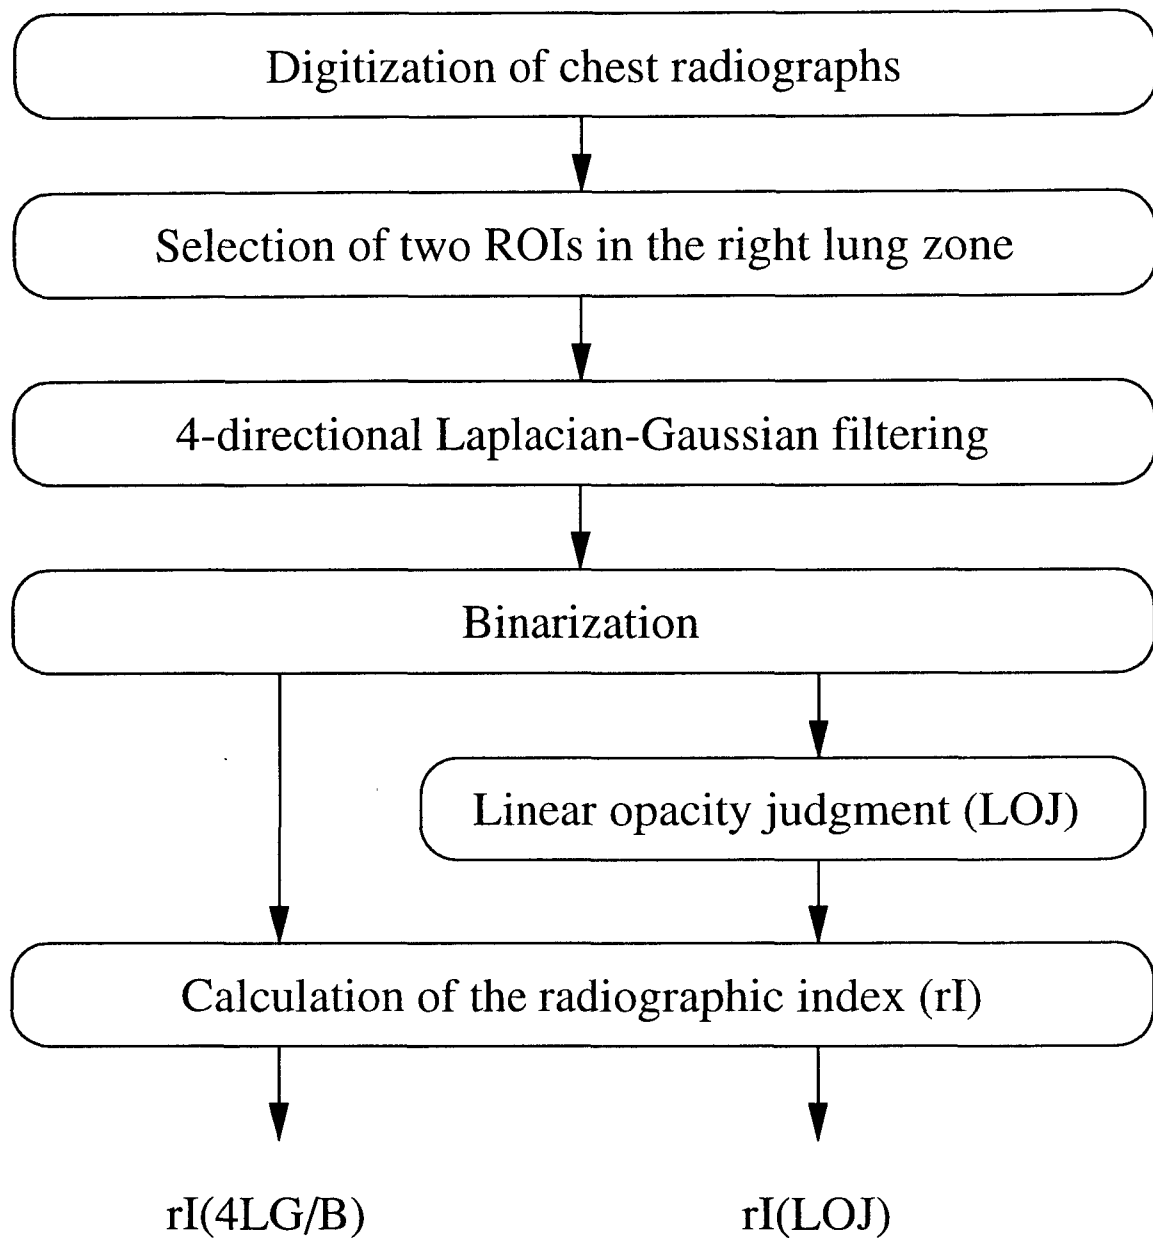 Digitization of chest radiographs
Selection of two ROIs in the right lung zone
4-directional Laplacian-Gaussian filtering
Binarization
Linear opacity judgment (LOJ)
Calculation of the radiographic index (rI)
rI(4LG/B)
rI(LOJ)